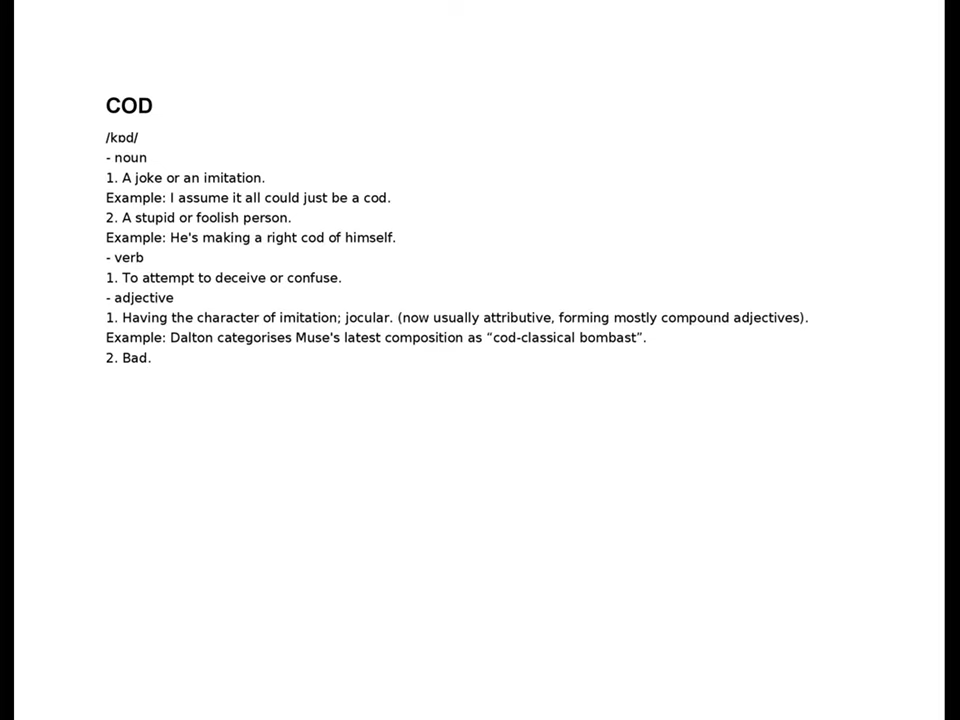 COD
/kɒd/
- noun
1. A joke or an imitation.
Example: I assume it all could just be a cod.
2. A stupid or foolish person.
Example: He's making a right cod of himself.
- verb
1. To attempt to deceive or confuse.
- adjective
1. Having the character of imitation; jocular. (now usually attributive, forming mostly compound adjectives).
Example: Dalton categorises Muse's latest composition as “cod-classical bombast”.
2. Bad.